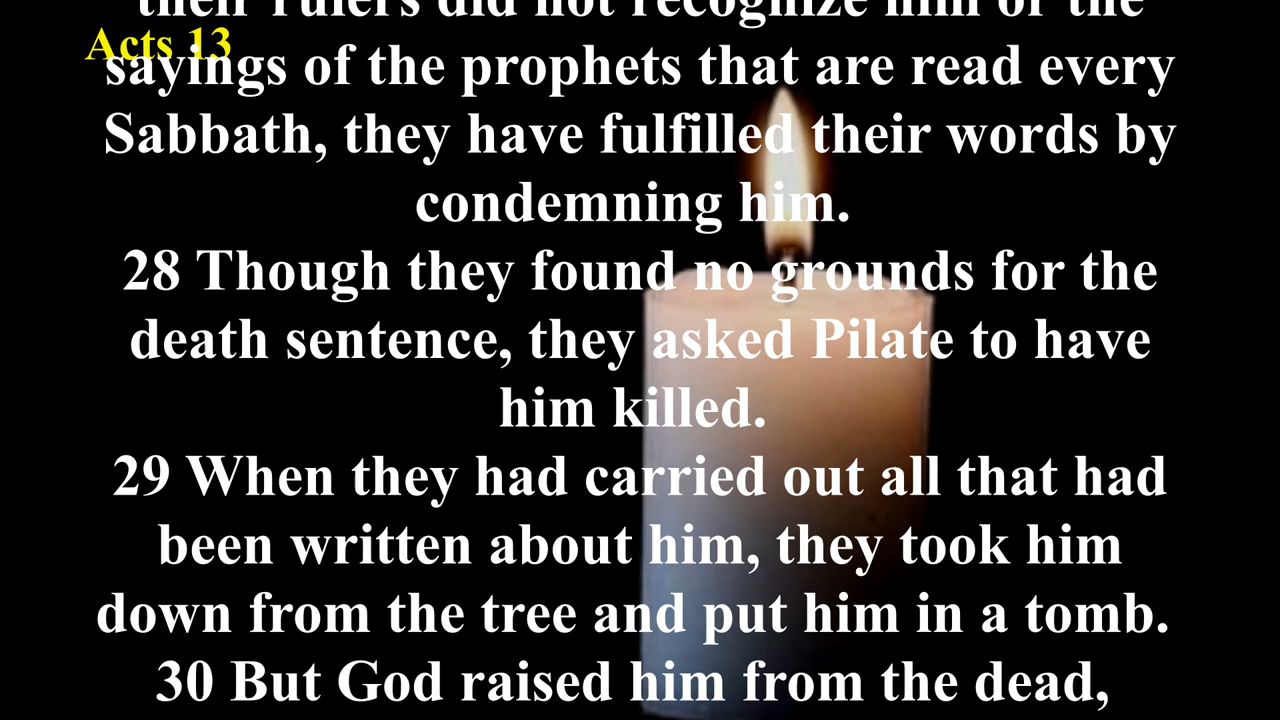 their rulers did not recognize him or the
Acts 13
sayings of the prophets that are read every
Sabbath, they have fulfilled their words by
condemning him.
28 Though they found no grounds for the
death sentence, they asked Pilate to have
him killed.
29 When they had carried out all that had
been written about him, they took him
down from the tree and put him in a tomb.
30 But God raised him from the dead,